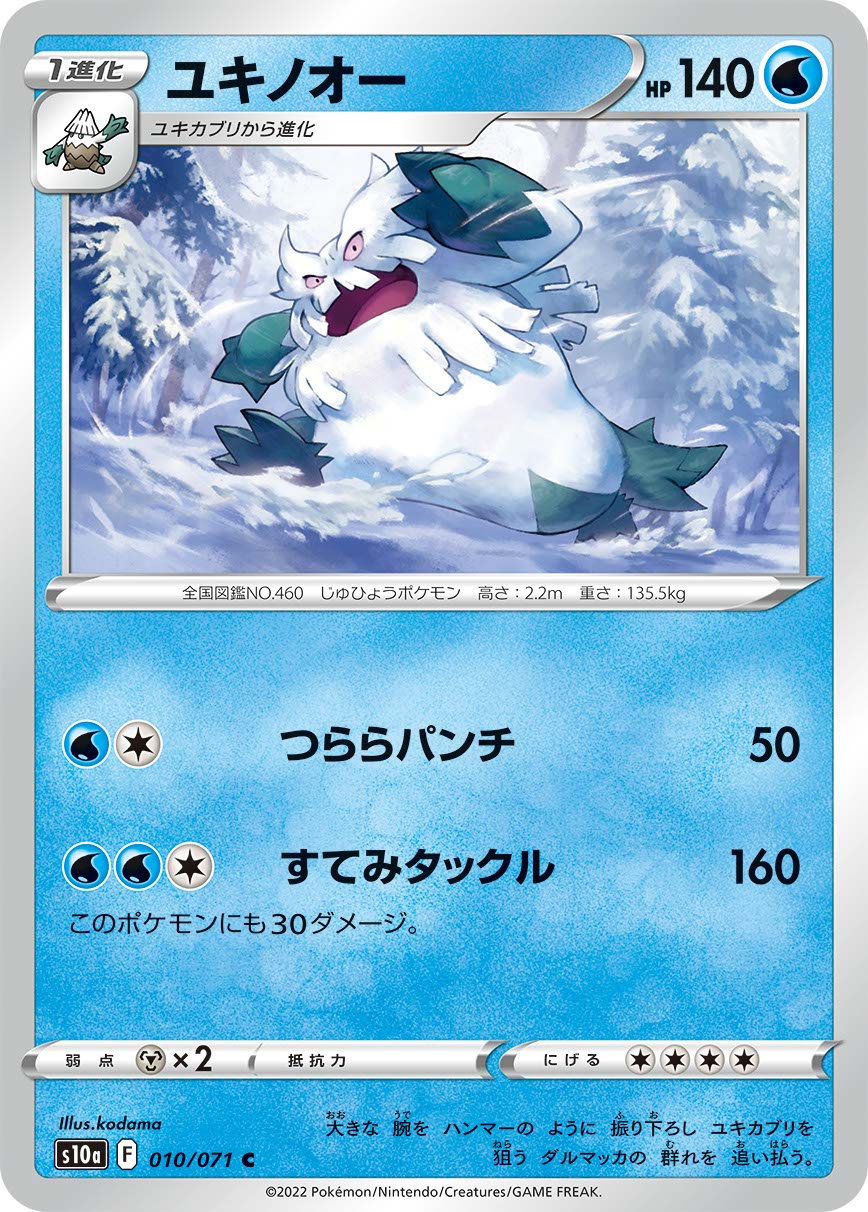 1進化
ユキノオー
HP 140
ユキカブリから進化
全国図鑑NO.460 じゅひょうポケモン 高さ:2.2m 重さ:135.5kg
つららパンチ 50
すてみタックル 160
このポケモンにも30ダメージ。
弱点 ×2 抵抗力 にげる
Illus.kodama
大きな 腕を ハンマーの ように 振り下ろし ユキカブリを
狙う ダルマッカの 群れを 追い払う。
s10a F 010/071 C
©2022 Pokémon/Nintendo/Creatures/GAME FREAK.